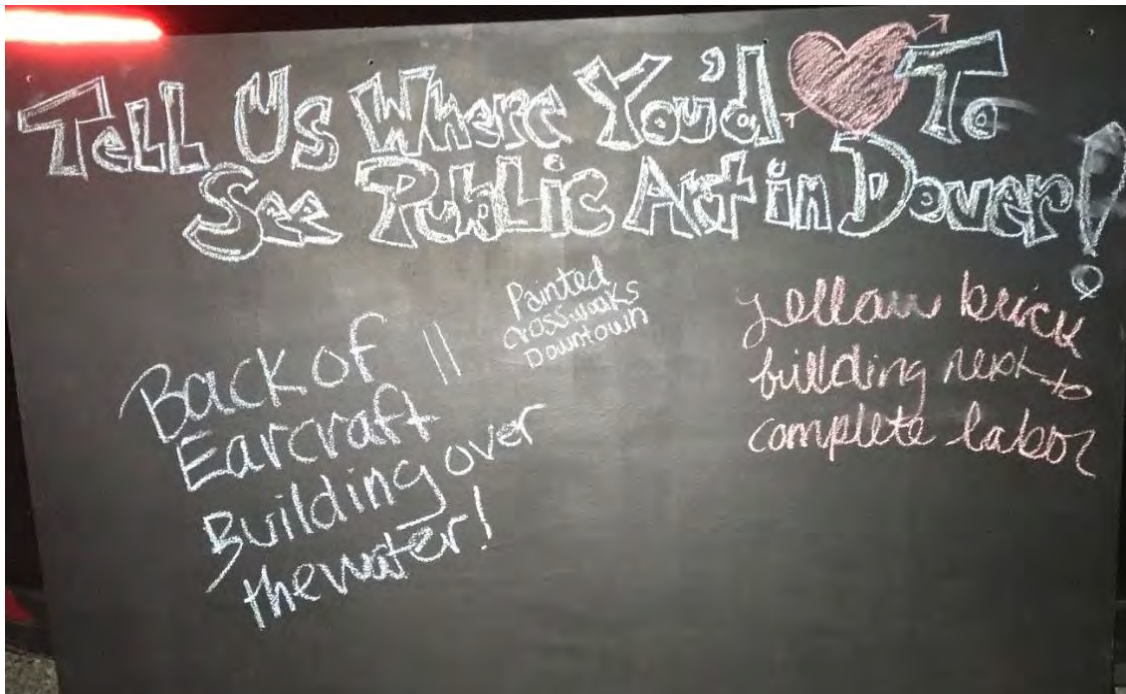 Tell Us Where You'd To
See Public Art in Dover!
Painted
Crosswalks
Downtown
Back of
Earcraft
Building over
the water!
yellow brick
building next to
complete labor